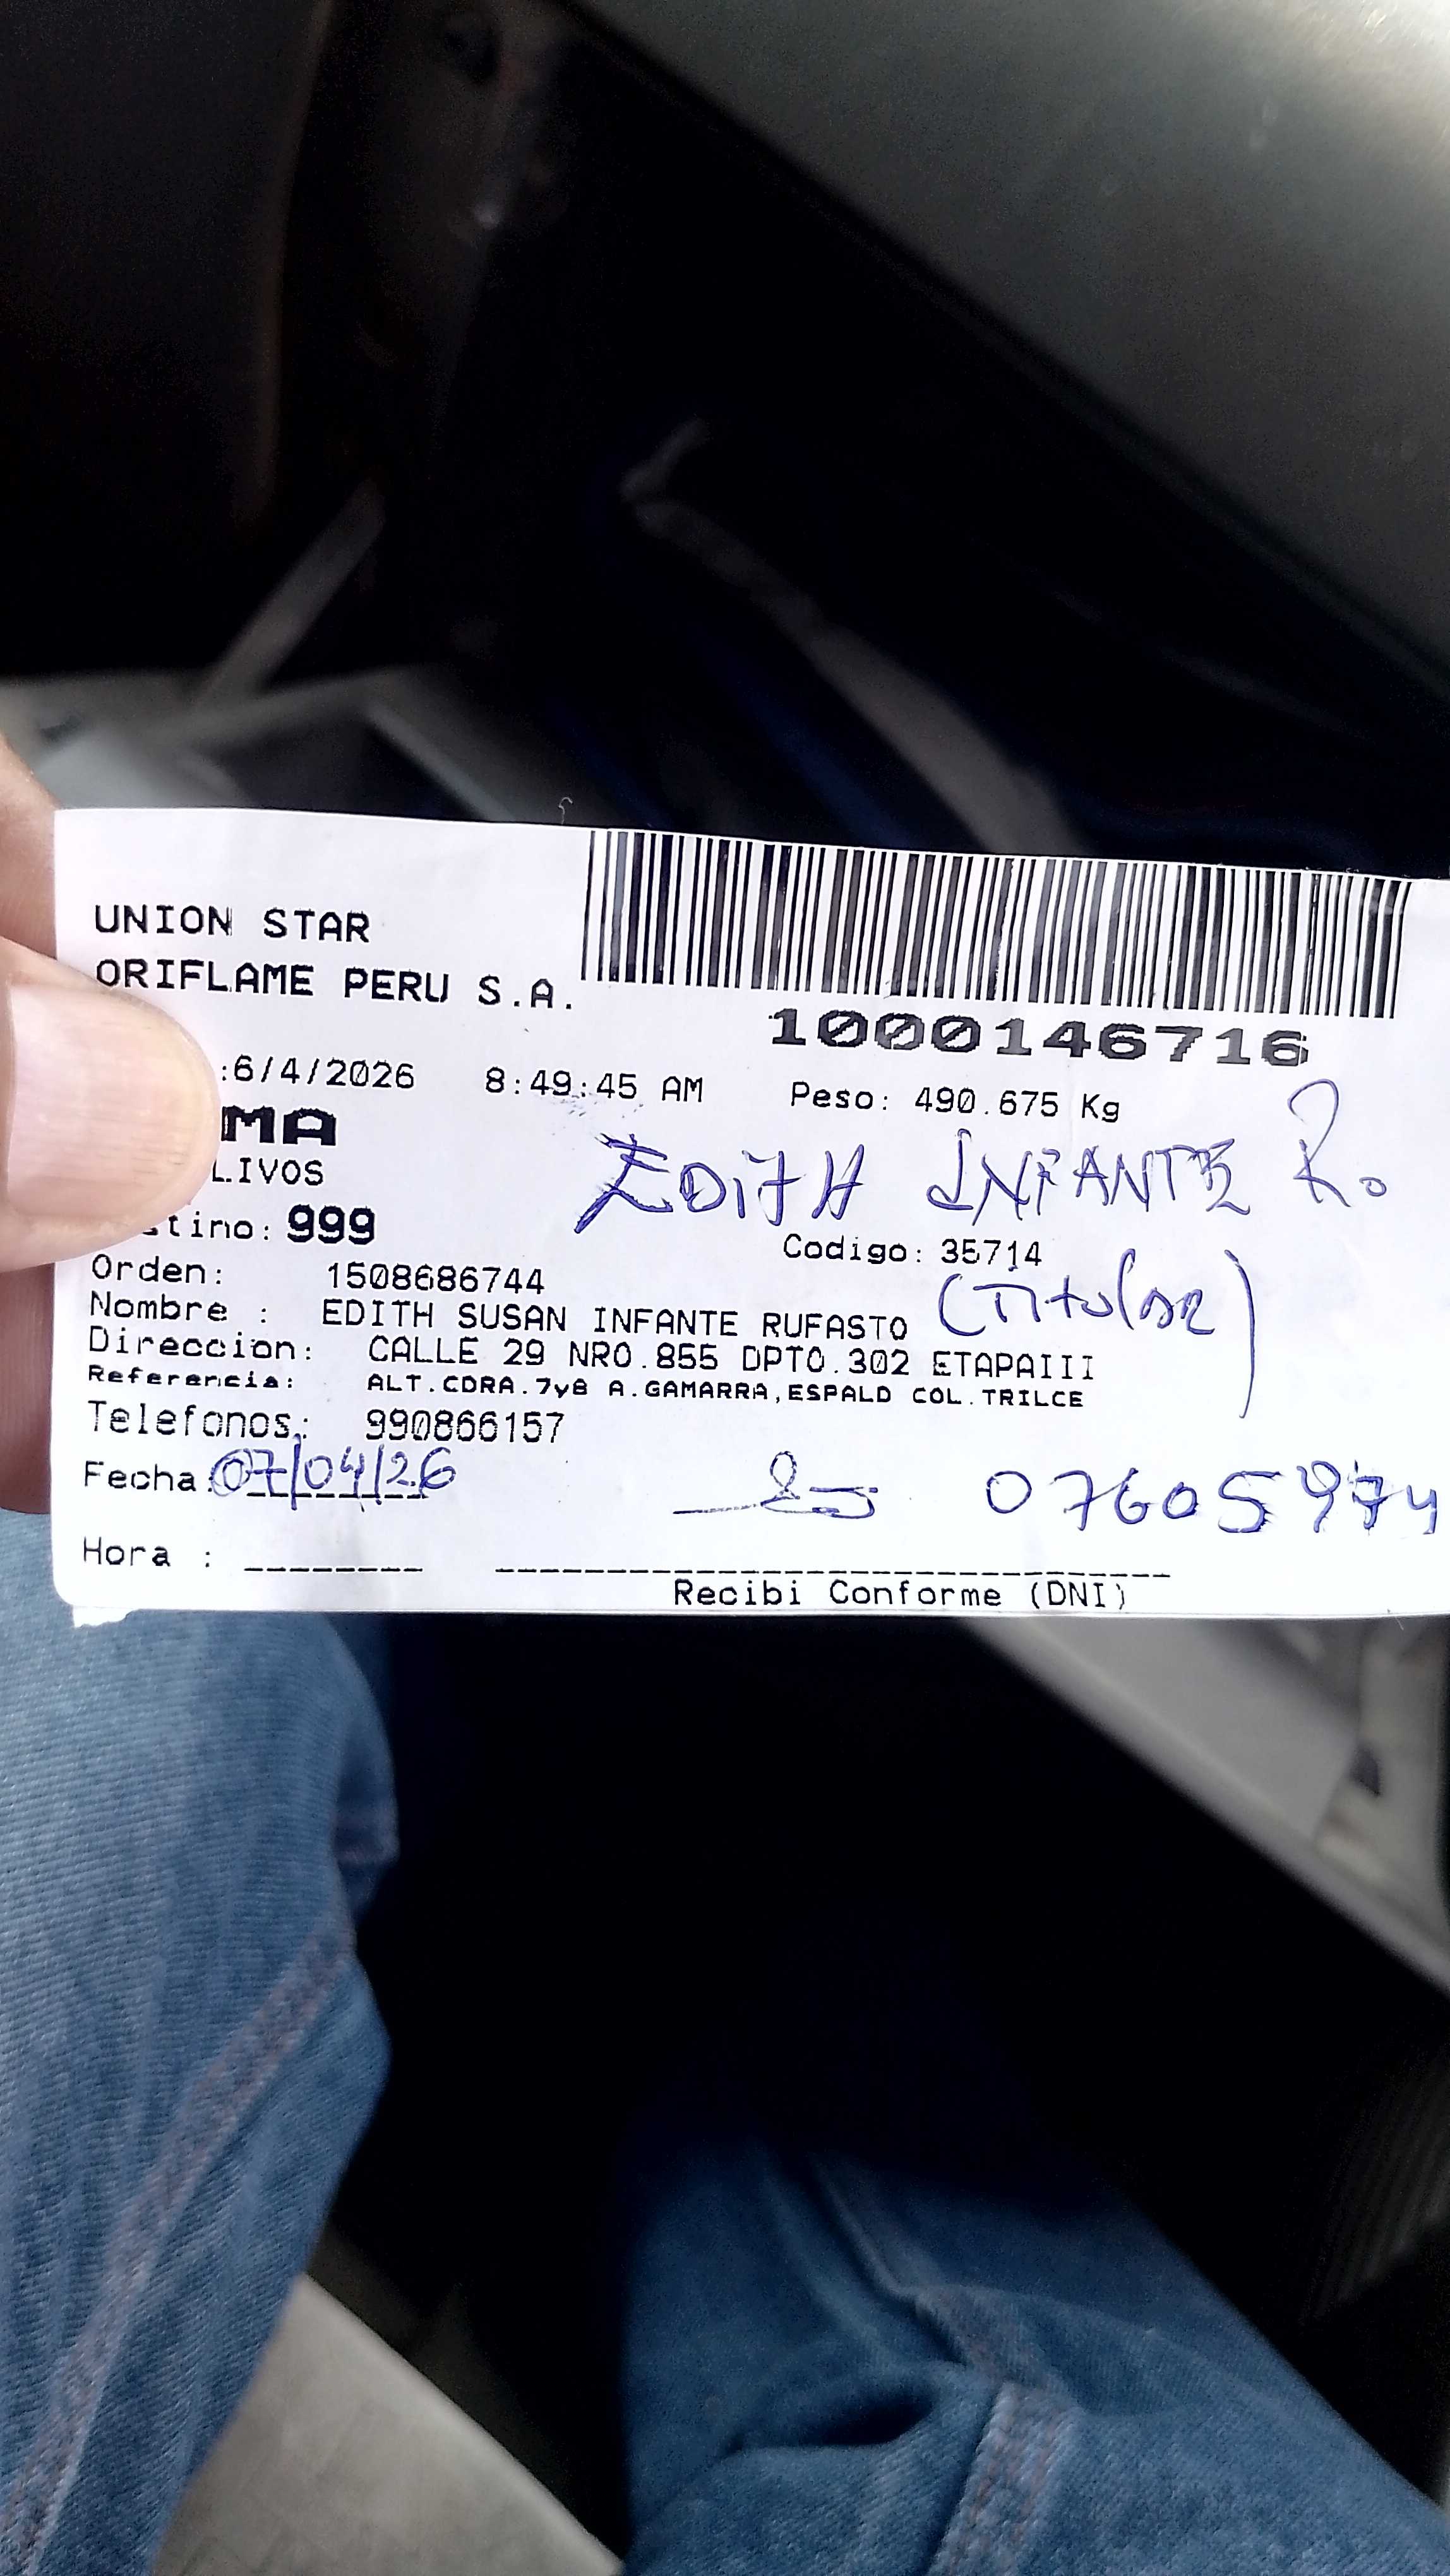 UNION STAR
ORIFLAME PERU S.A.
1000146716
:6/4/2026 8:49:45 AM Peso: 490.675 Kg
MA
LIVOS
EDITH INFANTE R.
tino: 999
Codigo: 35714
Orden: 1508686744
(Titular)
Nombre : EDITH SUSAN INFANTE RUFASTO
Direccion: CALLE 29 NRO.855 DPTO.302 ETAPAIII
Referencia: ALT.CDRA.7y8 A.GAMARRA,ESPALD COL.TRILCE
Telefonos: 990866157
Fecha: 07/04/26 07605974
Hora :
Recibi Conforme (DNI)